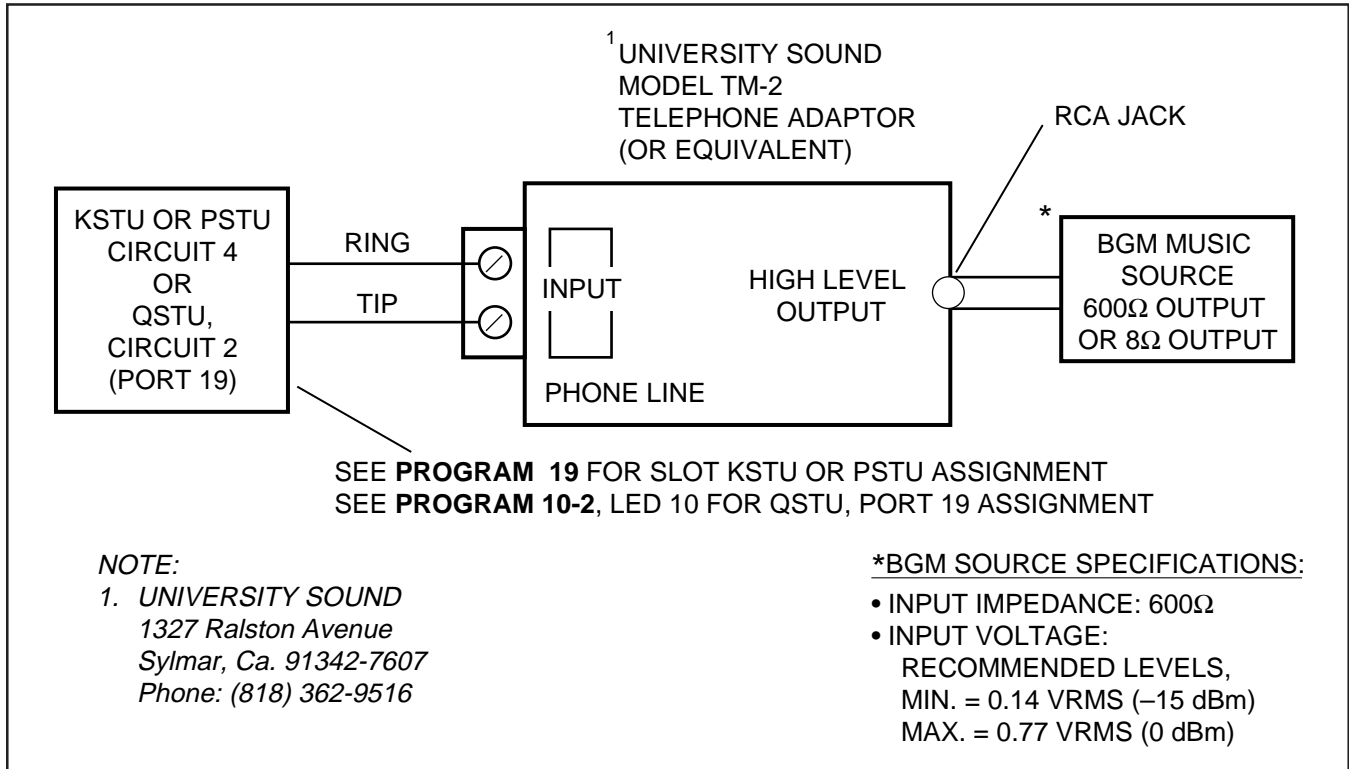 1 UNIVERSITY SOUND
MODEL TM-2
TELEPHONE ADAPTOR
(OR EQUIVALENT)
RCA JACK
KSTU OR PSTU
CIRCUIT 4
OR
QSTU,
CIRCUIT 2
(PORT 19)
RING
TIP
INPUT
PHONE LINE
HIGH LEVEL
OUTPUT
*
BGM MUSIC
SOURCE
600Ω OUTPUT
OR 8Ω OUTPUT
SEE PROGRAM 19 FOR SLOT KSTU OR PSTU ASSIGNMENT
SEE PROGRAM 10-2, LED 10 FOR QSTU, PORT 19 ASSIGNMENT
NOTE:
1. UNIVERSITY SOUND
1327 Ralston Avenue
Sylmar, Ca. 91342-7607
Phone: (818) 362-9516
*BGM SOURCE SPECIFICATIONS:
• INPUT IMPEDANCE: 600Ω
• INPUT VOLTAGE:
RECOMMENDED LEVELS,
MIN. = 0.14 VRMS (–15 dBm)
MAX. = 0.77 VRMS (0 dBm)